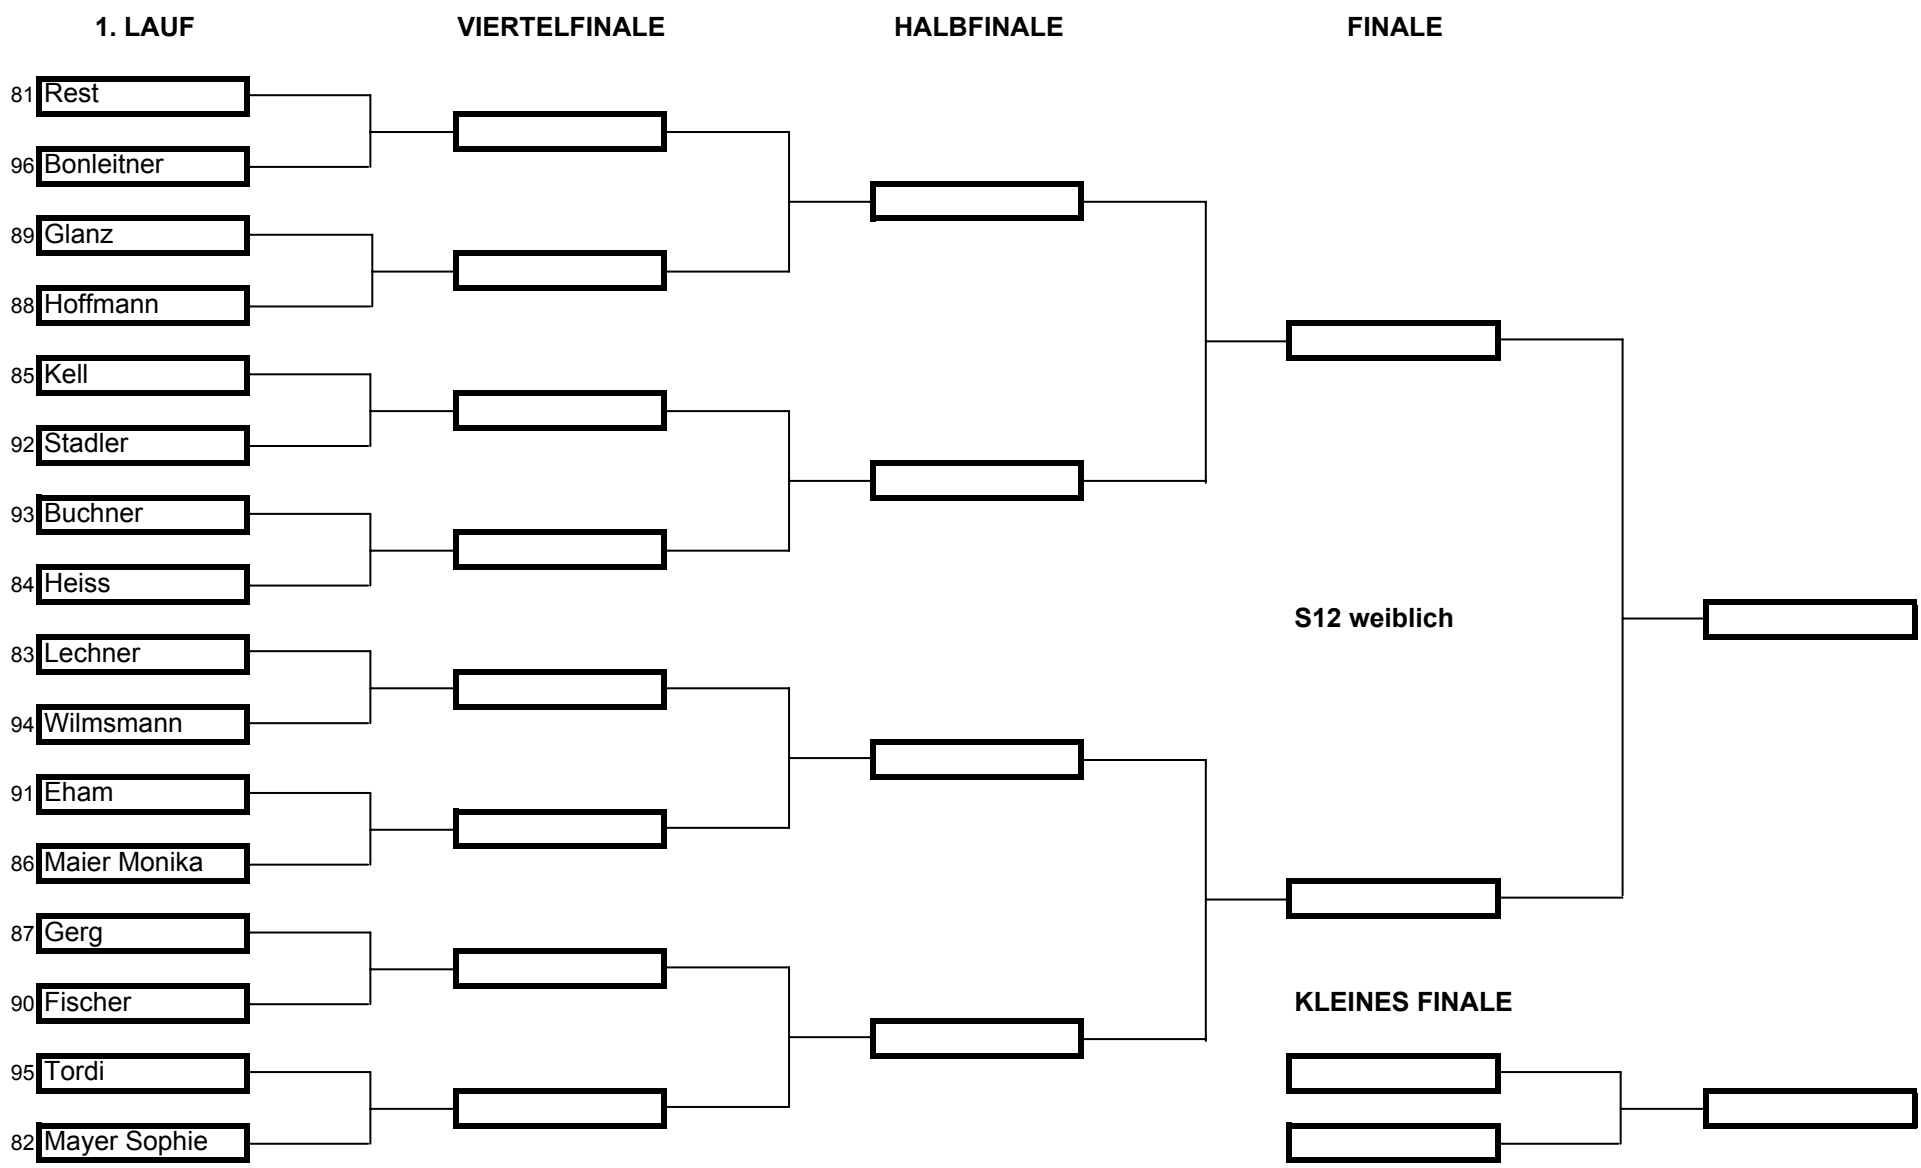 1. LAUF VIERTELFINALE HALBFINALE FINALE
81 Rest
96 Bonleitner
89 Glanz
88 Hoffmann
85 Kell
92 Stadler
93 Buchner
84 Heiss
S12 weiblich
83 Lechner
94 Wilmsmann
91 Eham
86 Maier Monika
87 Gerg
90 Fischer
KLEINES FINALE
95 Tordi
82 Mayer Sophie